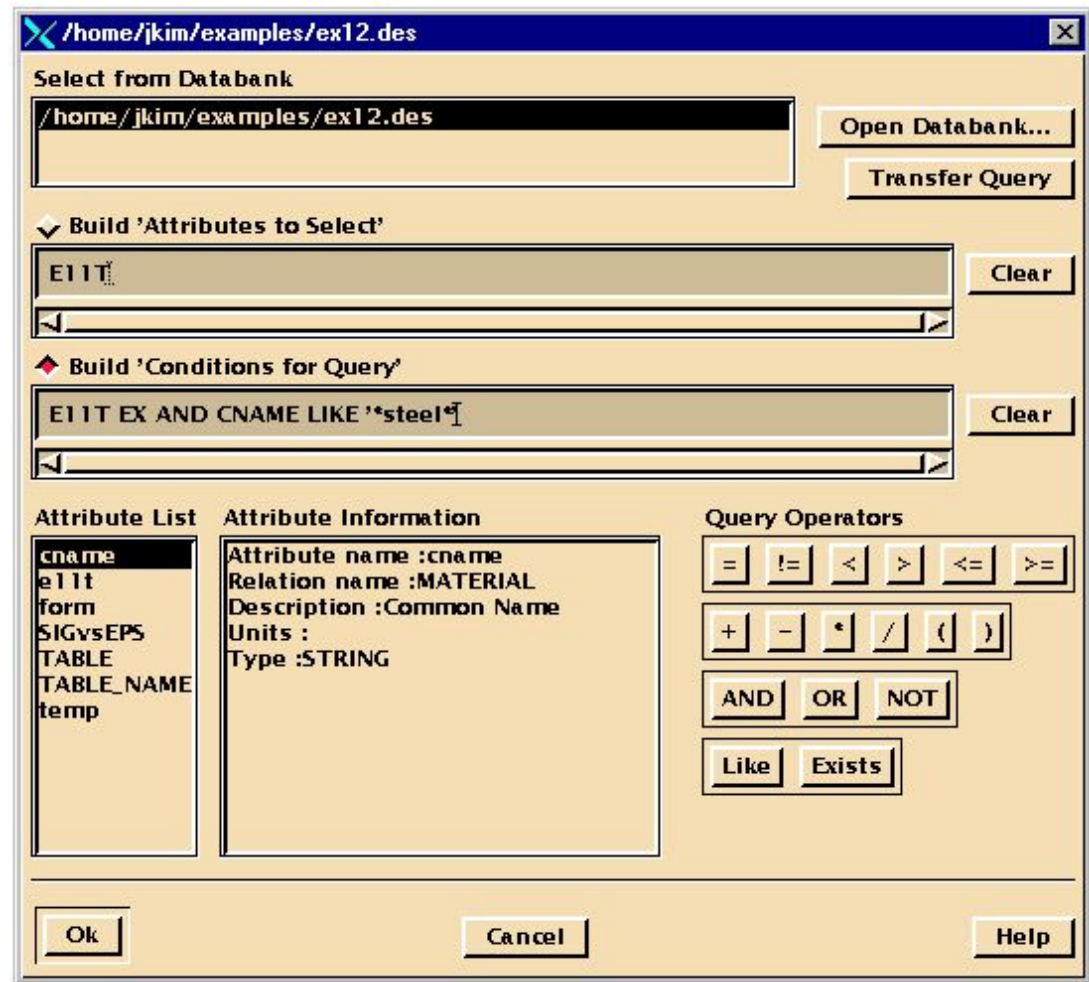 /home/jkim/examples/ex12.des
Select from Databank
/home/jkim/examples/ex12.des
Open Databank...
Transfer Query
Build 'Attributes to Select'
E11T
Clear
Build 'Conditions for Query'
E11T EX AND CNAME LIKE '*steel*
Clear
Attribute List
cname
e11t
form
SIGvsEPS
TABLE
TABLE_NAME
temp
Attribute Information
Attribute name :cname
Relation name :MATERIAL
Description :Common Name
Units :
Type :STRING
Query Operators
= != < > <= >=
+ - * / ( )
AND OR NOT
Like Exists
Ok Cancel Help